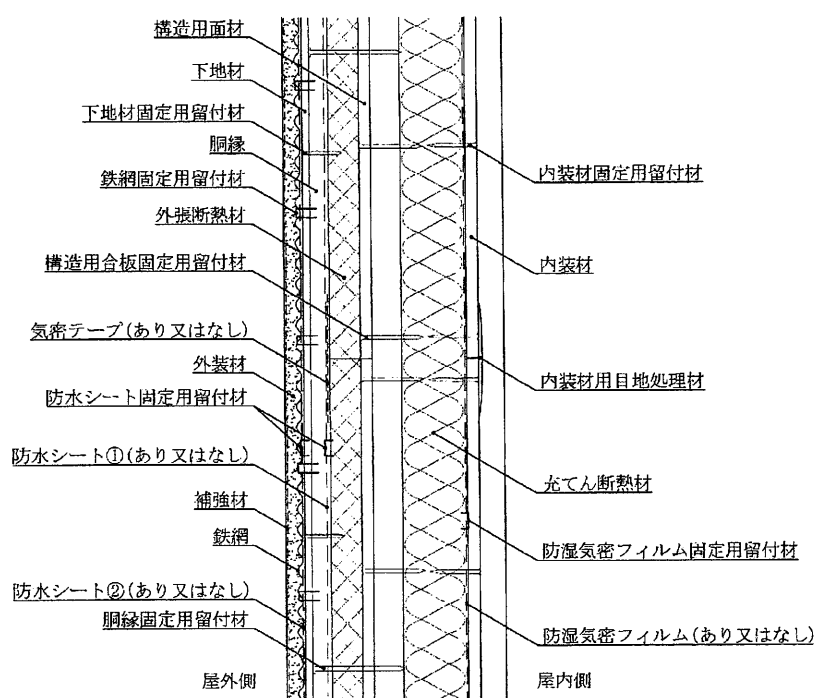 構造用面材
下地材
下地材固定用留付材
胴縁
鉄網固定用留付材
外張断熱材
構造用合板固定用留付材
気密テープ(あり又はなし)
外装材
防水シート固定用留付材
防水シート①(あり又はなし)
補強材
鉄網
防水シート②(あり又はなし)
胴縁固定用留付材
屋外側
内装材固定用留付材
内装材
内装材用目地処理材
充てん断熱材
防湿気密フィルム固定用留付材
防湿気密フィルム(あり又はなし)
屋内側